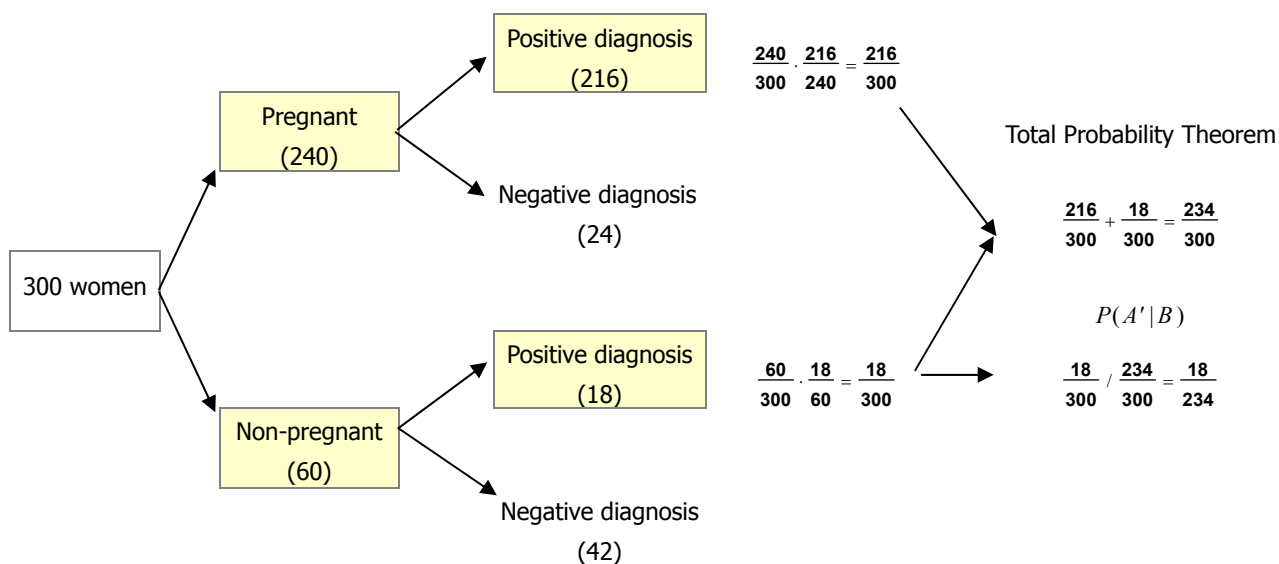 Positive diagnosis
(216)
240/300 · 216/240 = 216/300
Pregnant
(240)
Total Probability Theorem
Negative diagnosis
(24)
216/300 + 18/300 = 234/300
300 women
P(A′|B)
Positive diagnosis
(18)
60/300 · 18/60 = 18/300
18/300 / 234/300 = 18/234
Non-pregnant
(60)
Negative diagnosis
(42)